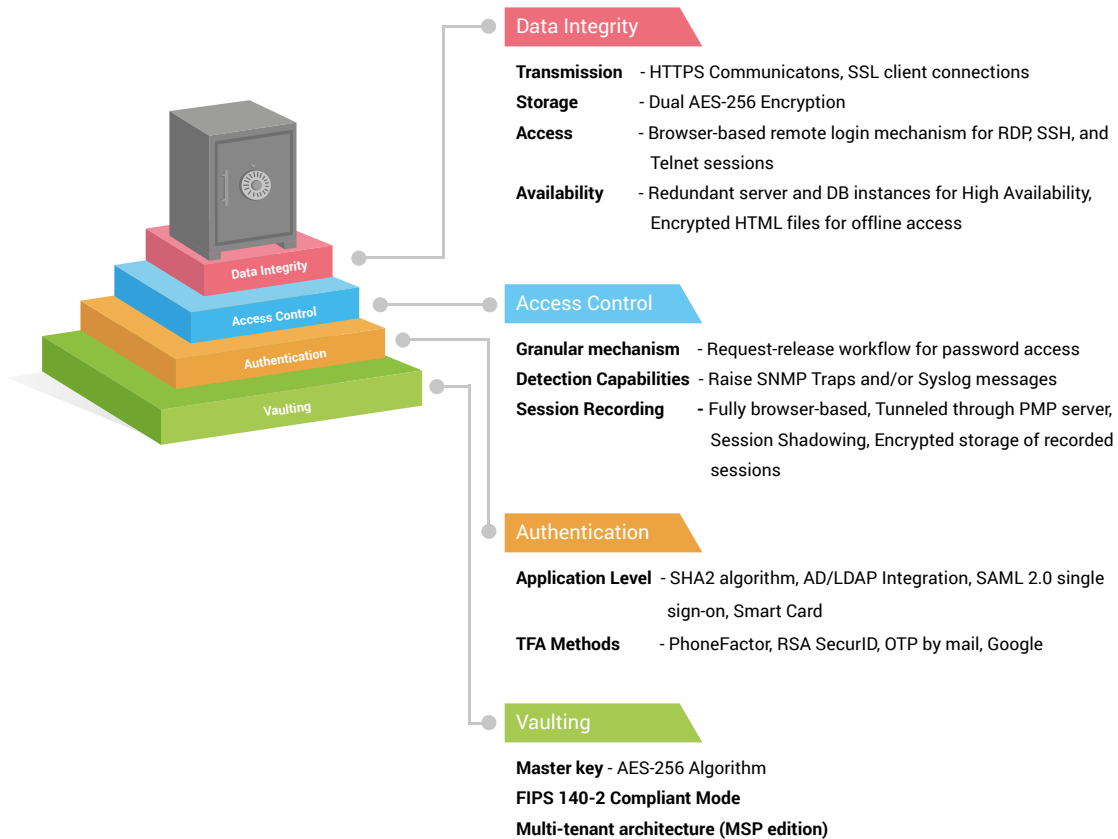 Data Integrity
Transmission - HTTPS Communicatons, SSL client connections
Storage - Dual AES-256 Encryption
Access - Browser-based remote login mechanism for RDP, SSH, and
Telnet sessions
Availability - Redundant server and DB instances for High Availability,
Encrypted HTML files for offline access
Data Integrity
Access Control
Authentication
Vaulting
Access Control
Granular mechanism - Request-release workflow for password access
Detection Capabilities - Raise SNMP Traps and/or Syslog messages
Session Recording - Fully browser-based, Tunneled through PMP server,
Session Shadowing, Encrypted storage of recorded
sessions
Authentication
Application Level - SHA2 algorithm, AD/LDAP Integration, SAML 2.0 single
sign-on, Smart Card
TFA Methods - PhoneFactor, RSA SecurID, OTP by mail, Google
Vaulting
Master key - AES-256 Algorithm
FIPS 140-2 Compliant Mode
Multi-tenant architecture (MSP edition)